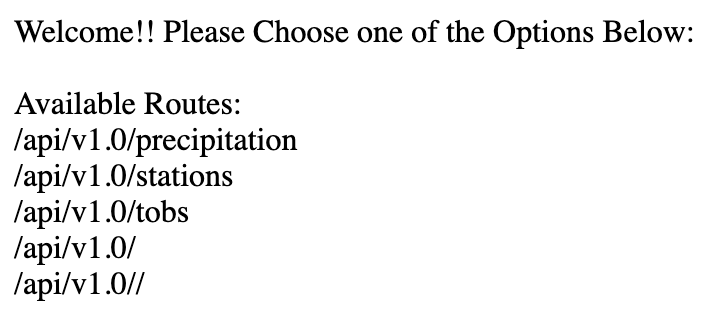 Welcome!! Please Choose one of the Options Below:
Available Routes:
/api/v1.0/precipitation
/api/v1.0/stations
/api/v1.0/tobs
/api/v1.0/
/api/v1.0//